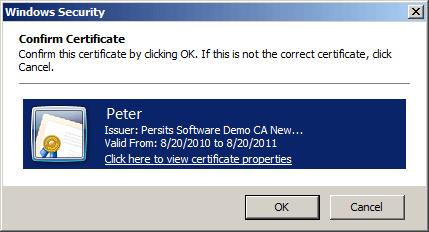 Windows Security
Confirm Certificate
Confirm this certificate by clicking OK. If this is not the correct certificate, click
Cancel.
Peter
Issuer: Persits Software Demo CA New...
Valid From: 8/20/2010 to 8/20/2011
Click here to view certificate properties
OK
Cancel